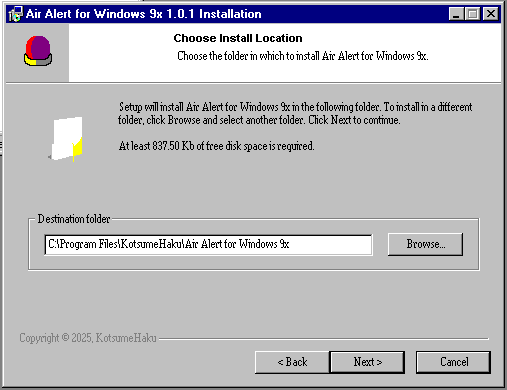 Air Alert for Windows 9x 1.0.1 Installation
Choose Install Location
Choose the folder in which to install Air Alert for Windows 9x.
Setup will install Air Alert for Windows 9x in the following folder. To install in a different
folder, click Browse and select another folder. Click Next to continue.
At least 837.50 Kb of free disk space is required.
Destination folder
C:\Program Files\KotsumeHaku\Air Alert for Windows 9x
Browse...
Copyright © 2025, KotsumeHaku
< Back
Next >
Cancel